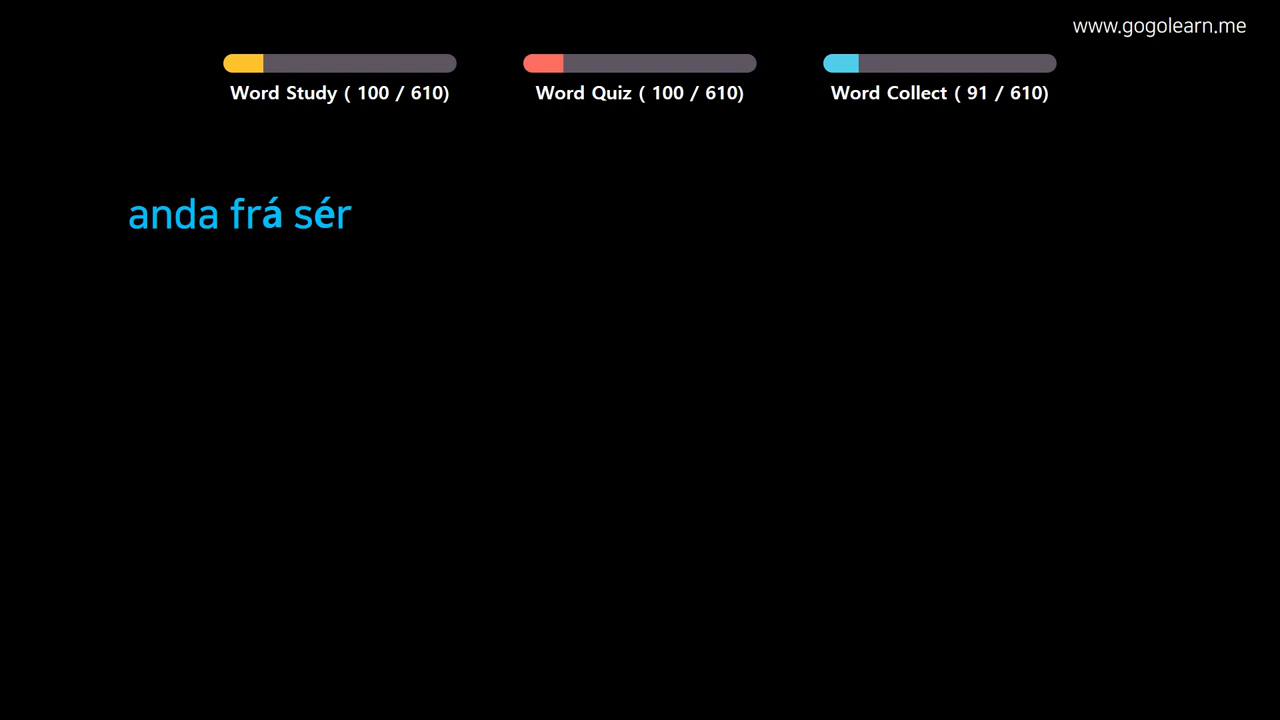 www.gogolearn.me
Word Study ( 100 / 610)
Word Quiz ( 100 / 610)
Word Collect ( 91 / 610)
anda frá sér